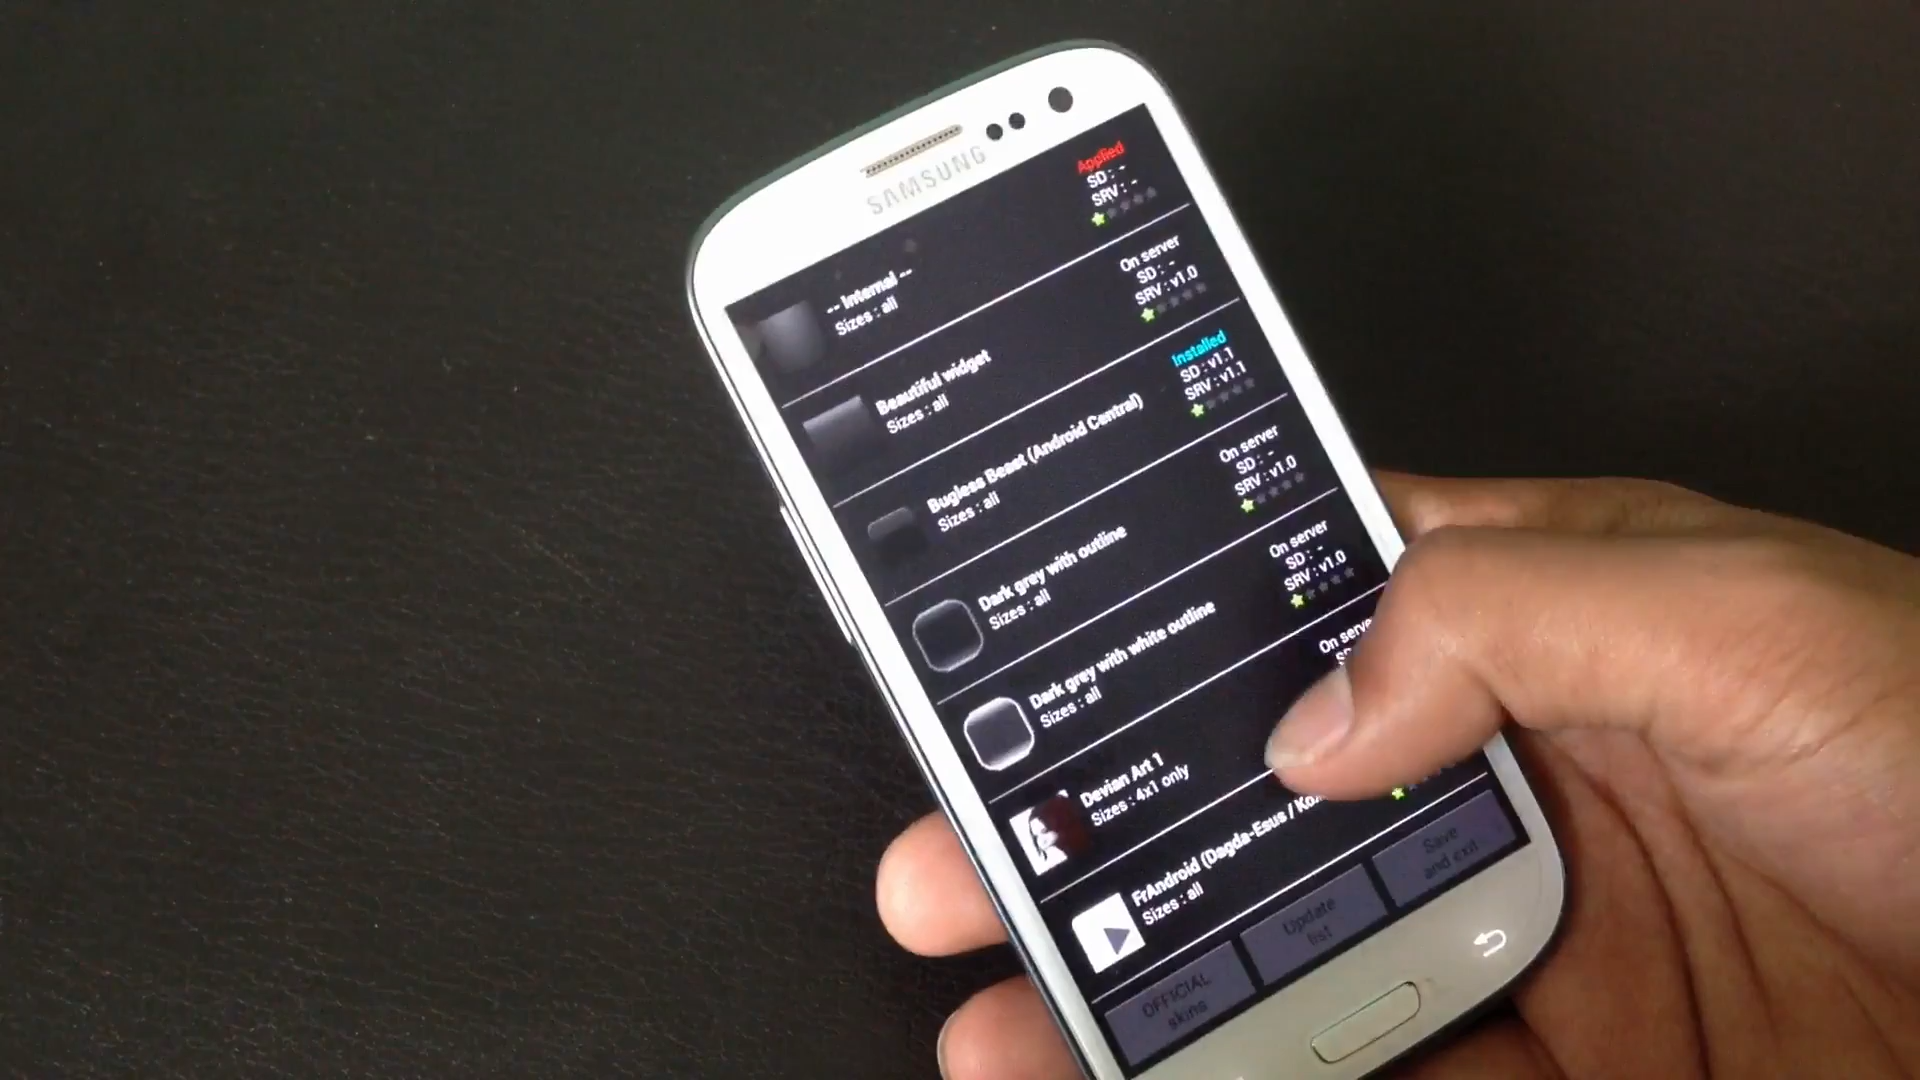 SAMSUNG
Applied
SD : -
SRV : -
-- Internal --
Sizes : all
On server
SD : -
SRV : v1.0
Beautiful widget
Sizes : all
Installed
SD : v1.1
SRV : v1.1
Bugless Beast (Android Central)
Sizes : all
On server
SD : -
SRV : v1.0
Dark grey with outline
Sizes : all
On server
SD : -
SRV : v1.0
Dark grey with white outline
Sizes : all
On serve
Devian Art 1
Sizes : 4x1 only
FrAndroid (Dagda-Esus /
Sizes : all
OFFICIAL
skins
Update
list
Save
and exit